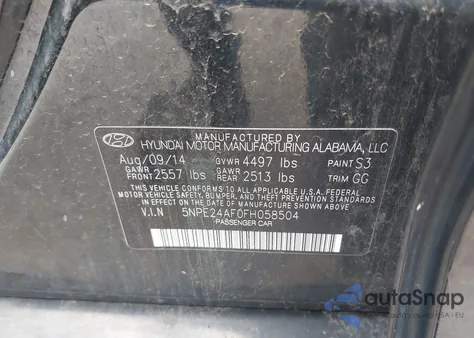 MANUFACTURED BY
HYUNDAI MOTOR MANUFACTURING ALABAMA, LLC
Aug/09/14 GVWR 4497 lbs PAINT S3
GAWR FRONT 2557 lbs GAWR REAR 2513 lbs TRIM GG
THIS VEHICLE CONFORMS TO ALL APPLICABLE U.S.A. FEDERAL
MOTOR VEHICLE SAFETY, BUMPER, AND THEFT PREVENTION STANDARDS
IN EFFECT ON THE DATE OF MANUFACTURE SHOWN ABOVE.
V.I.N 5NPE24AF0FH058504
PASSENGER CAR
autoSnap